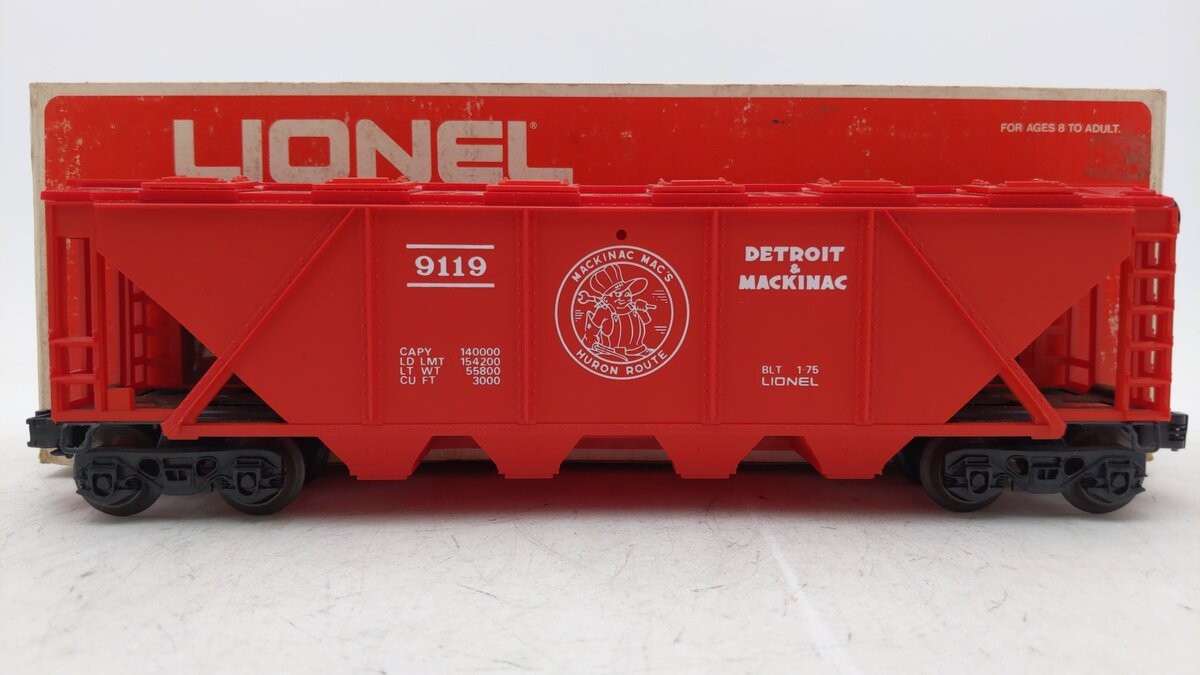 LIONEL®
FOR AGES 8 TO ADULT.
9119
CAPY 140000
LD LMT 154200
LT WT 55800
CU FT 3000
MACKINAC MAC'S
HURON ROUTE
DETROIT
&
MACKINAC
BLT 1-75
LIONEL